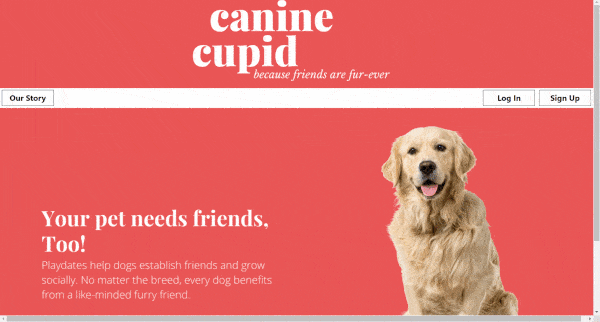 canine
cupid
because friends are fur-ever
Our Story
Log In
Sign Up
Your pet needs friends,
Too!
Playdates help dogs establish friends and grow
socially. No matter the breed, every dog benefits
from a like-minded furry friend.